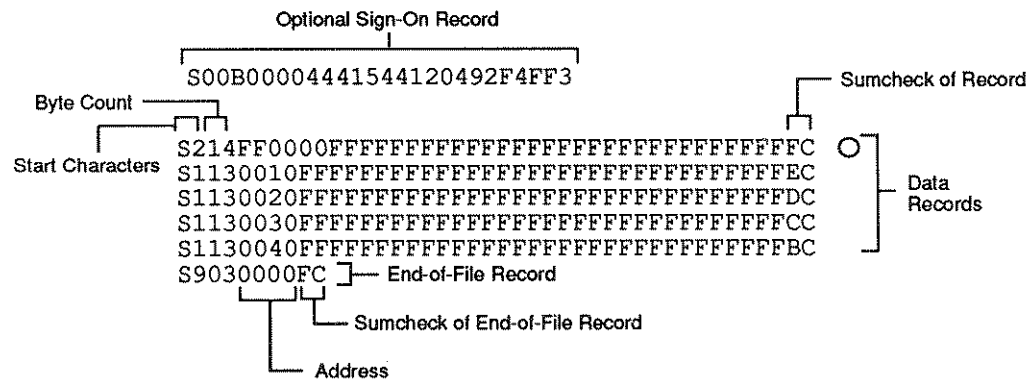 Optional Sign-On Record
S00B00004441544120492F4FF3
Sumcheck of Record
Byte Count
Start Characters
S214FF0000FFFFFFFFFFFFFFFFFFFFFFFFFFFFFFFC
S1130010FFFFFFFFFFFFFFFFFFFFFFFFFFFFFFFFEC
S1130020FFFFFFFFFFFFFFFFFFFFFFFFFFFFFFFFDC
S1130030FFFFFFFFFFFFFFFFFFFFFFFFFFFFFFFFCC
S1130040FFFFFFFFFFFFFFFFFFFFFFFFFFFFFFFFBC
Data
Records
S9030000FC
End-of-File Record
Sumcheck of End-of-File Record
Address